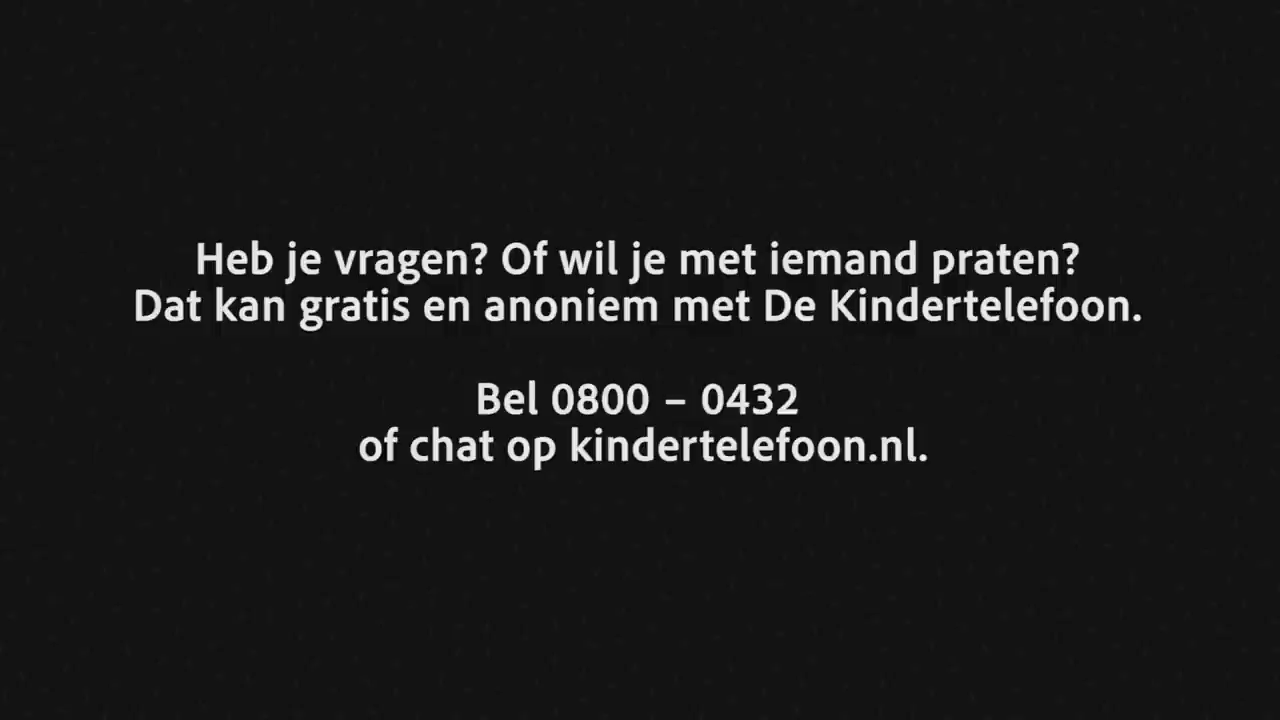 Heb je vragen? Of wil je met iemand praten?
Dat kan gratis en anoniem met De Kindertelefoon.
Bel 0800 – 0432
of chat op kindertelefoon.nl.